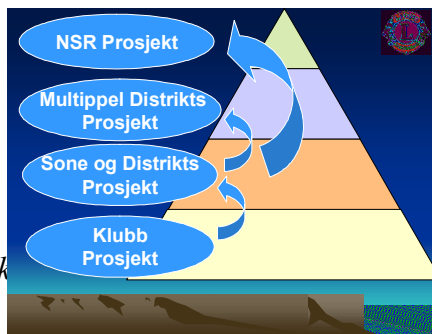 NSR Prosjekt
Multippel Distrikts
Prosjekt
Sone og Distrikts
Prosjekt
Klubb
Prosjekt
k
L